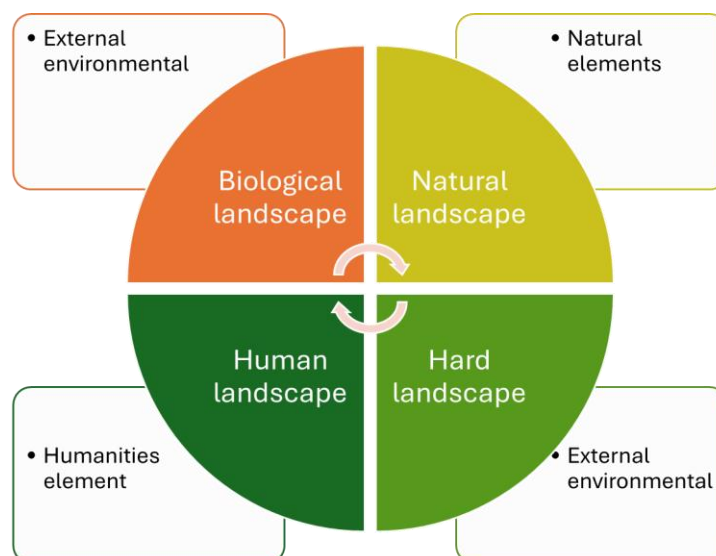 • External
environmental
• Natural
elements
Biological
landscape
Natural
landscape
Human
landscape
Hard
landscape
• Humanities
element
• External
environmental